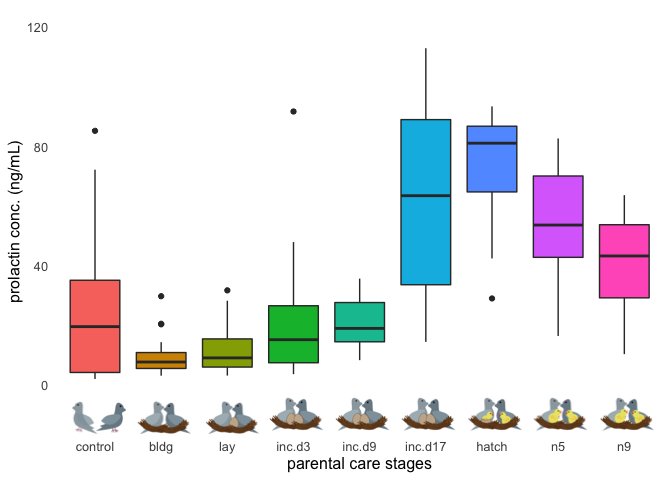 120
80
40
0
prolactin conc. (ng/mL)
control bldg lay inc.d3 inc.d9 inc.d17 hatch n5 n9
parental care stages